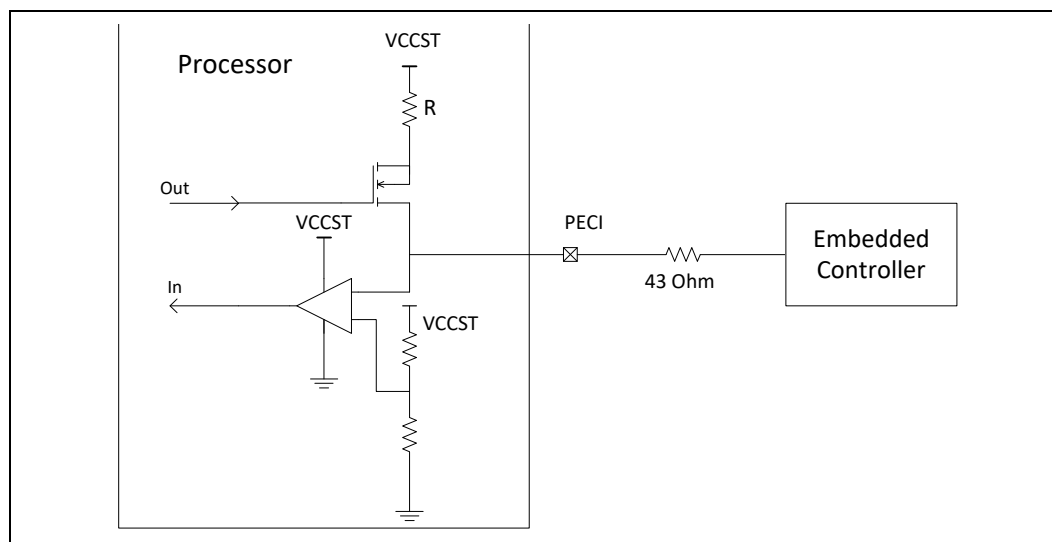 VCCST
Processor
R
Out
VCCST
PECI
Embedded
Controller
43 Ohm
In
VCCST